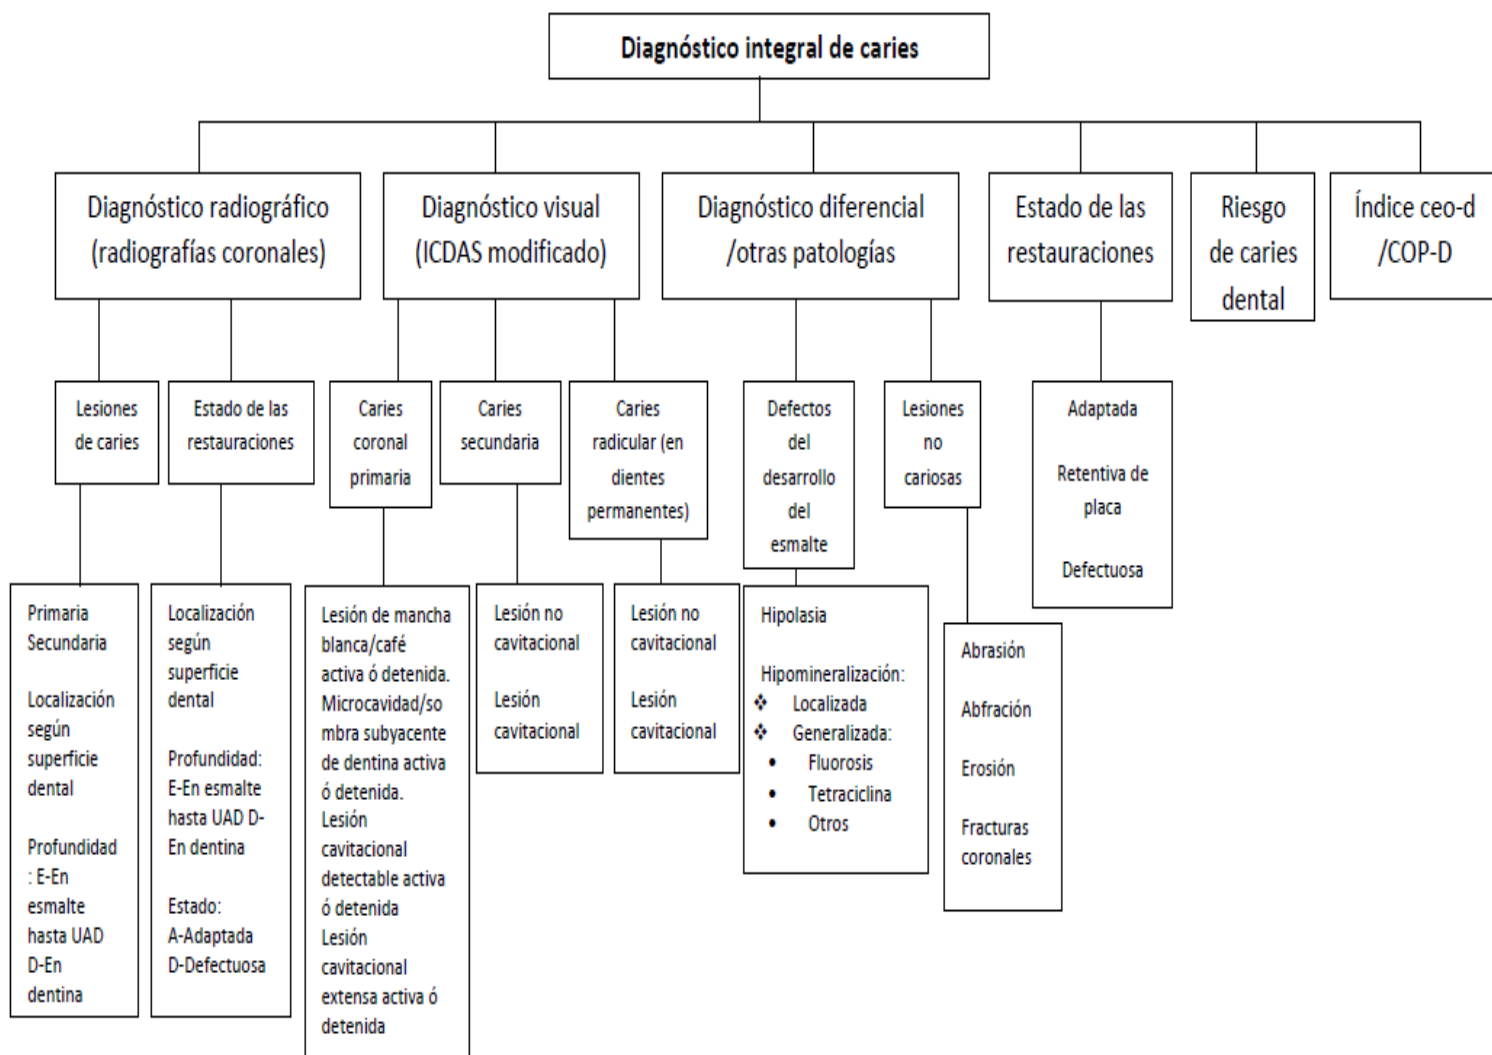 Diagnóstico integral de caries
Diagnóstico radiográfico
(radiografías coronales)
Diagnóstico visual
(ICDAS modificado)
Diagnóstico diferencial
/otras patologías
Estado de las
restauraciones
Riesgo
de caries
dental
Índice ceo-d
/COP-D
Lesiones
de caries
Estado de las
restauraciones
Caries
coronal
primaria
Caries
secundaria
Caries
radicular (en
dientes
permanentes)
Defectos
del
desarrollo
del
esmalte
Lesiones
no
cariosas
Adaptada
Retentiva de
placa
Defectuosa
Primaria
Secundaria
Localización
según
superficie
dental
Profundidad
: E-En
esmalte
hasta UAD
D-En
dentina
Localización
según
superficie
dental
Profundidad:
E-En esmalte
hasta UAD D-
En dentina
Estado:
A-Adaptada
D-Defectuosa
Lesión de mancha
blanca/café
activa ó detenida.
Microcavidad/so
mbra subyacente
de dentina activa
ó detenida.
Lesión
cavitacional
detectable activa
ó detenida
Lesión
cavitacional
extensa activa ó
detenida
Lesión no
cavitacional
Lesión
cavitacional
Lesión no
cavitacional
Lesión
cavitacional
Hipolasia
Hipomineralización:
❖ Localizada
❖ Generalizada:
• Fluorosis
• Tetraciclina
• Otros
Abrasión
Abfración
Erosión
Fracturas
coronales